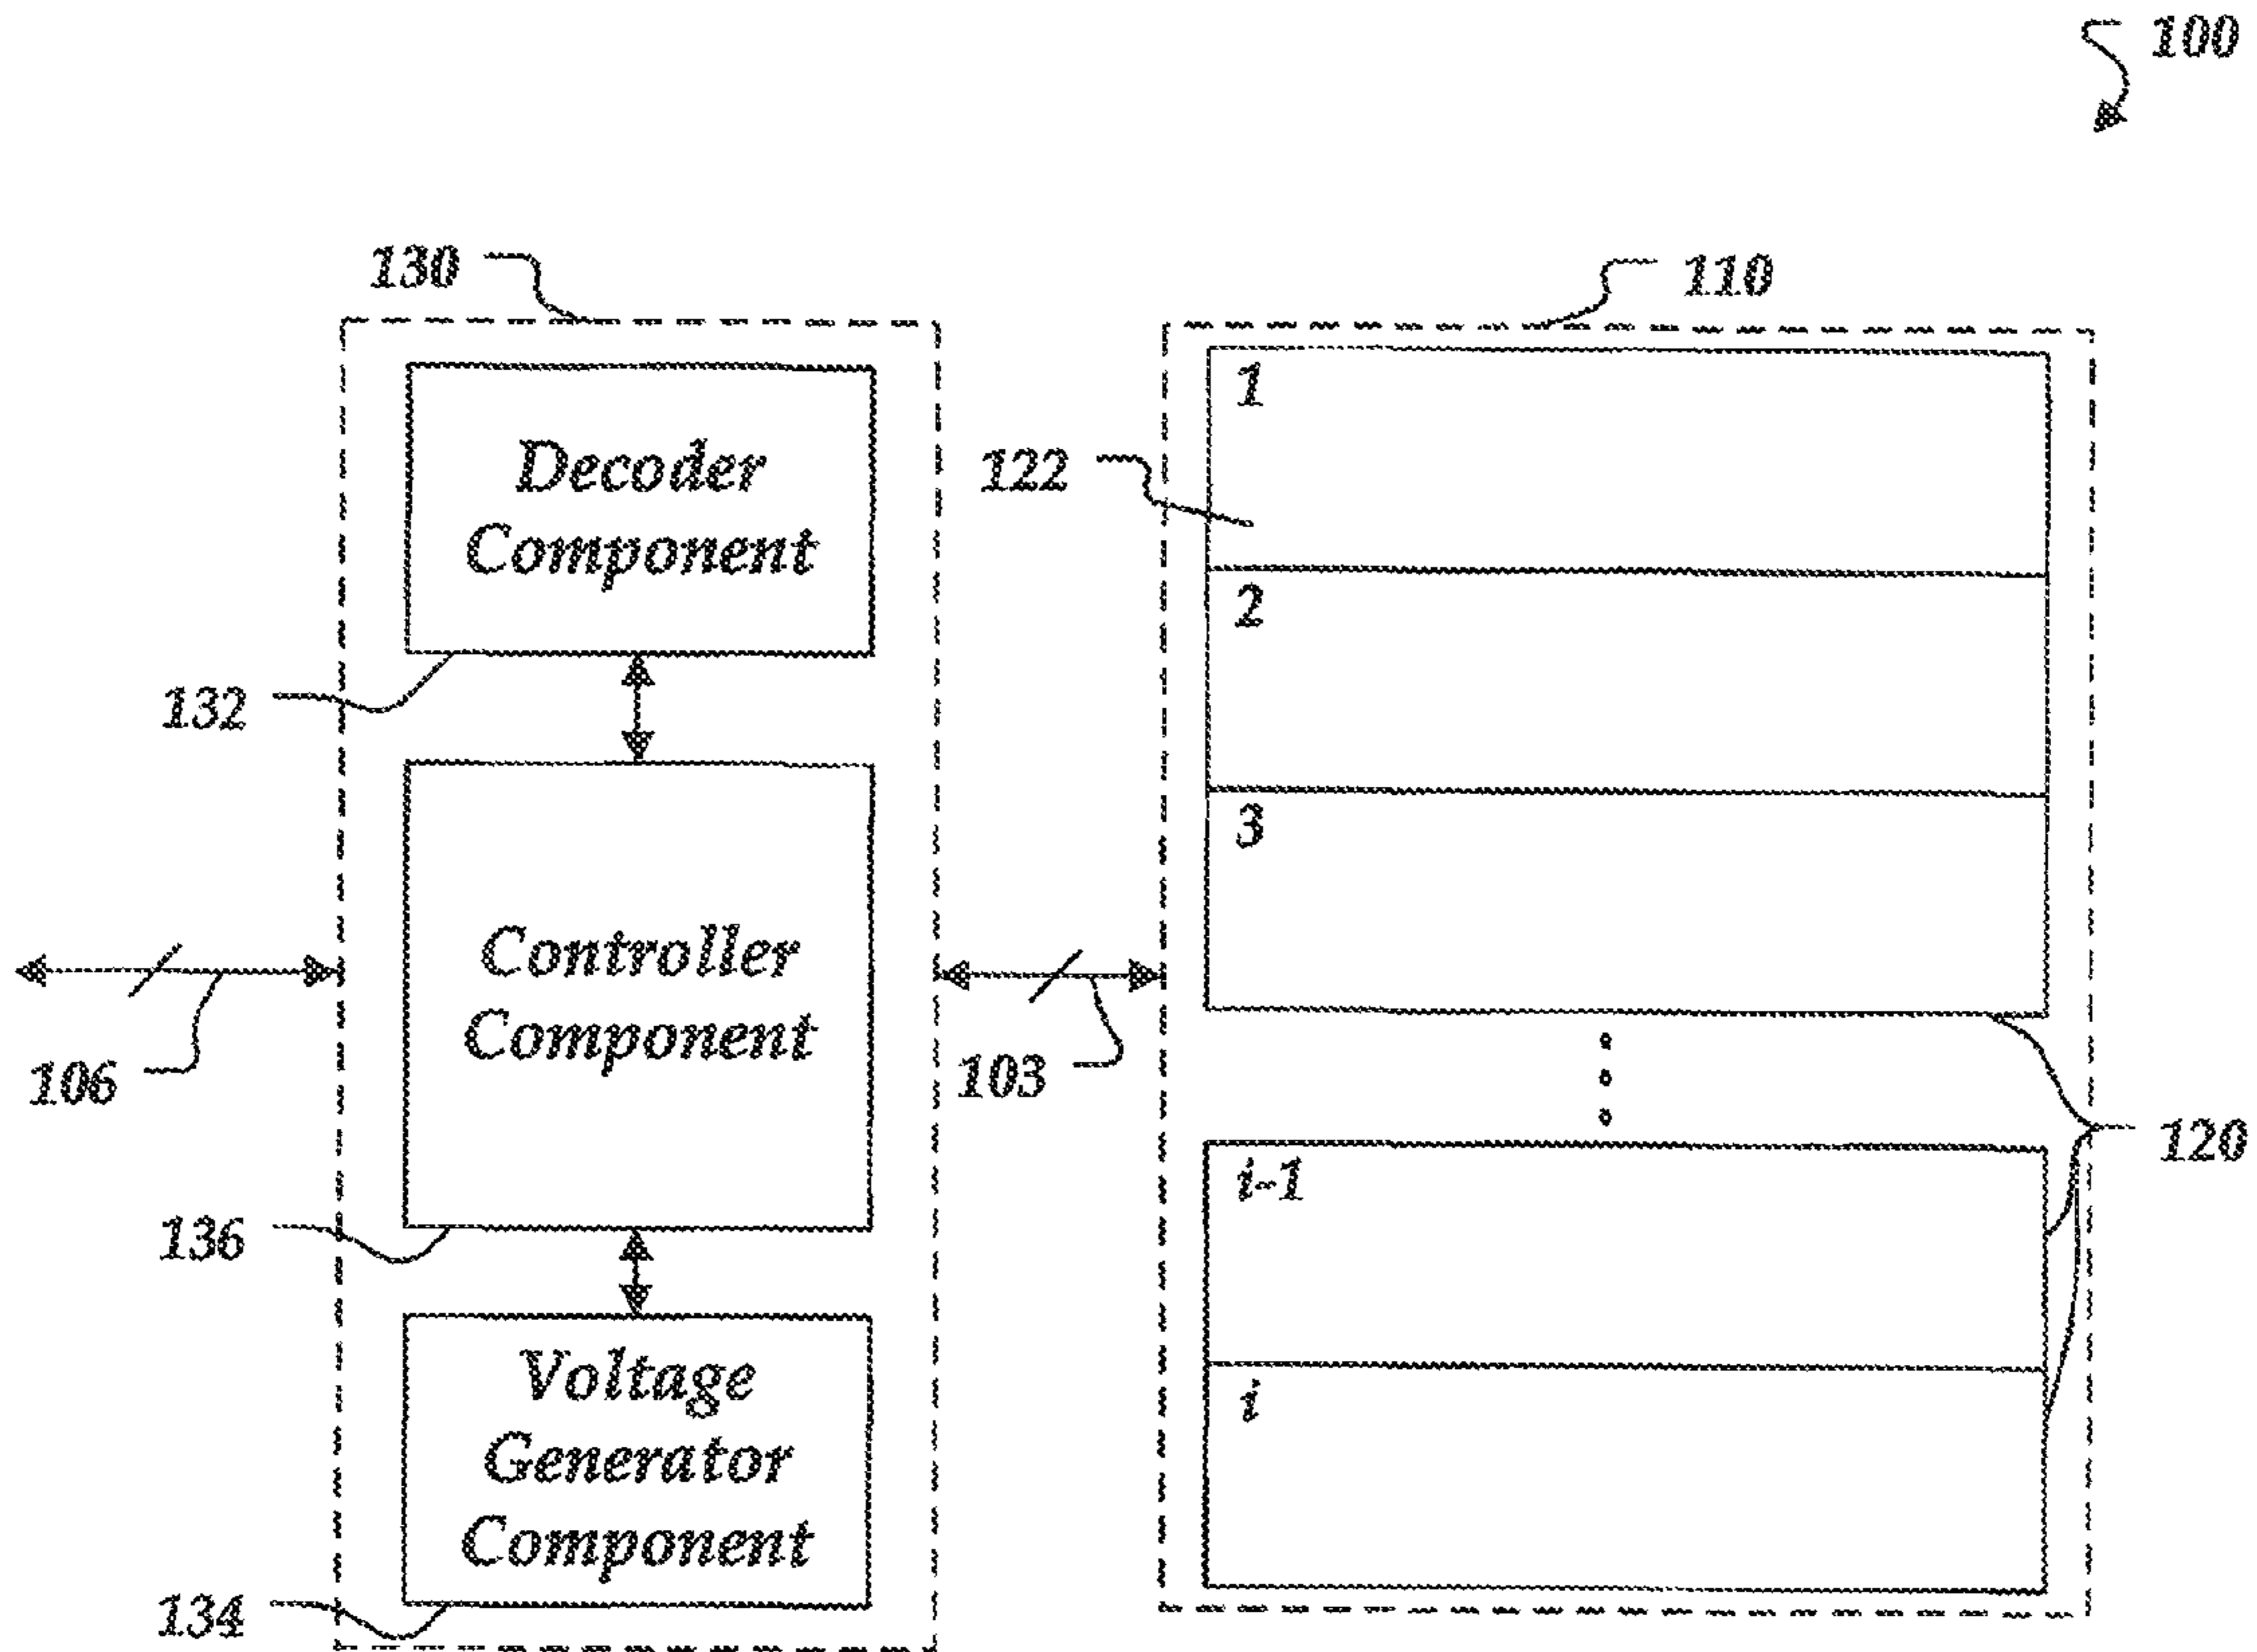 100
130
110
1
Decoder
Component
122
2
132
3
Controller
Component
106
103
120
i-1
136
Voltage
Generator
Component
i
134